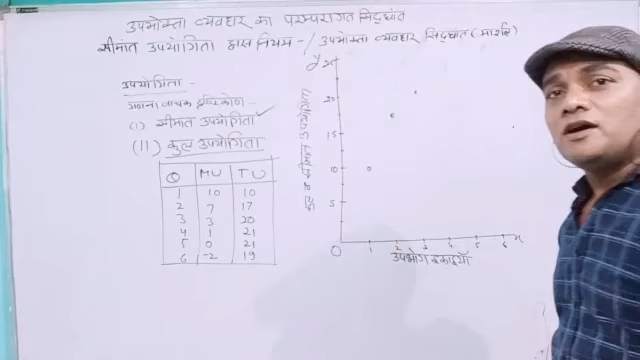 उपभोक्ता व्यवहार का परम्परागत सिद्धांत
सीमांत उपयोगिता ह्रास नियम - / उपभोक्ता व्यवहार सिद्धांत (मार्शल)
उपयोगिता
गणना वाचक दृष्टिकोण -
(I) सीमांत उपयोगिता ✓
(II) कुल उपयोगिता
Q MU TU
1 10 10
2 7 17
3 3 20
4 1 21
5 0 21
6 -2 19
y
20
15
10
5
0 1 2 3 4 5 6 x
उपभोग इकाइयाँ